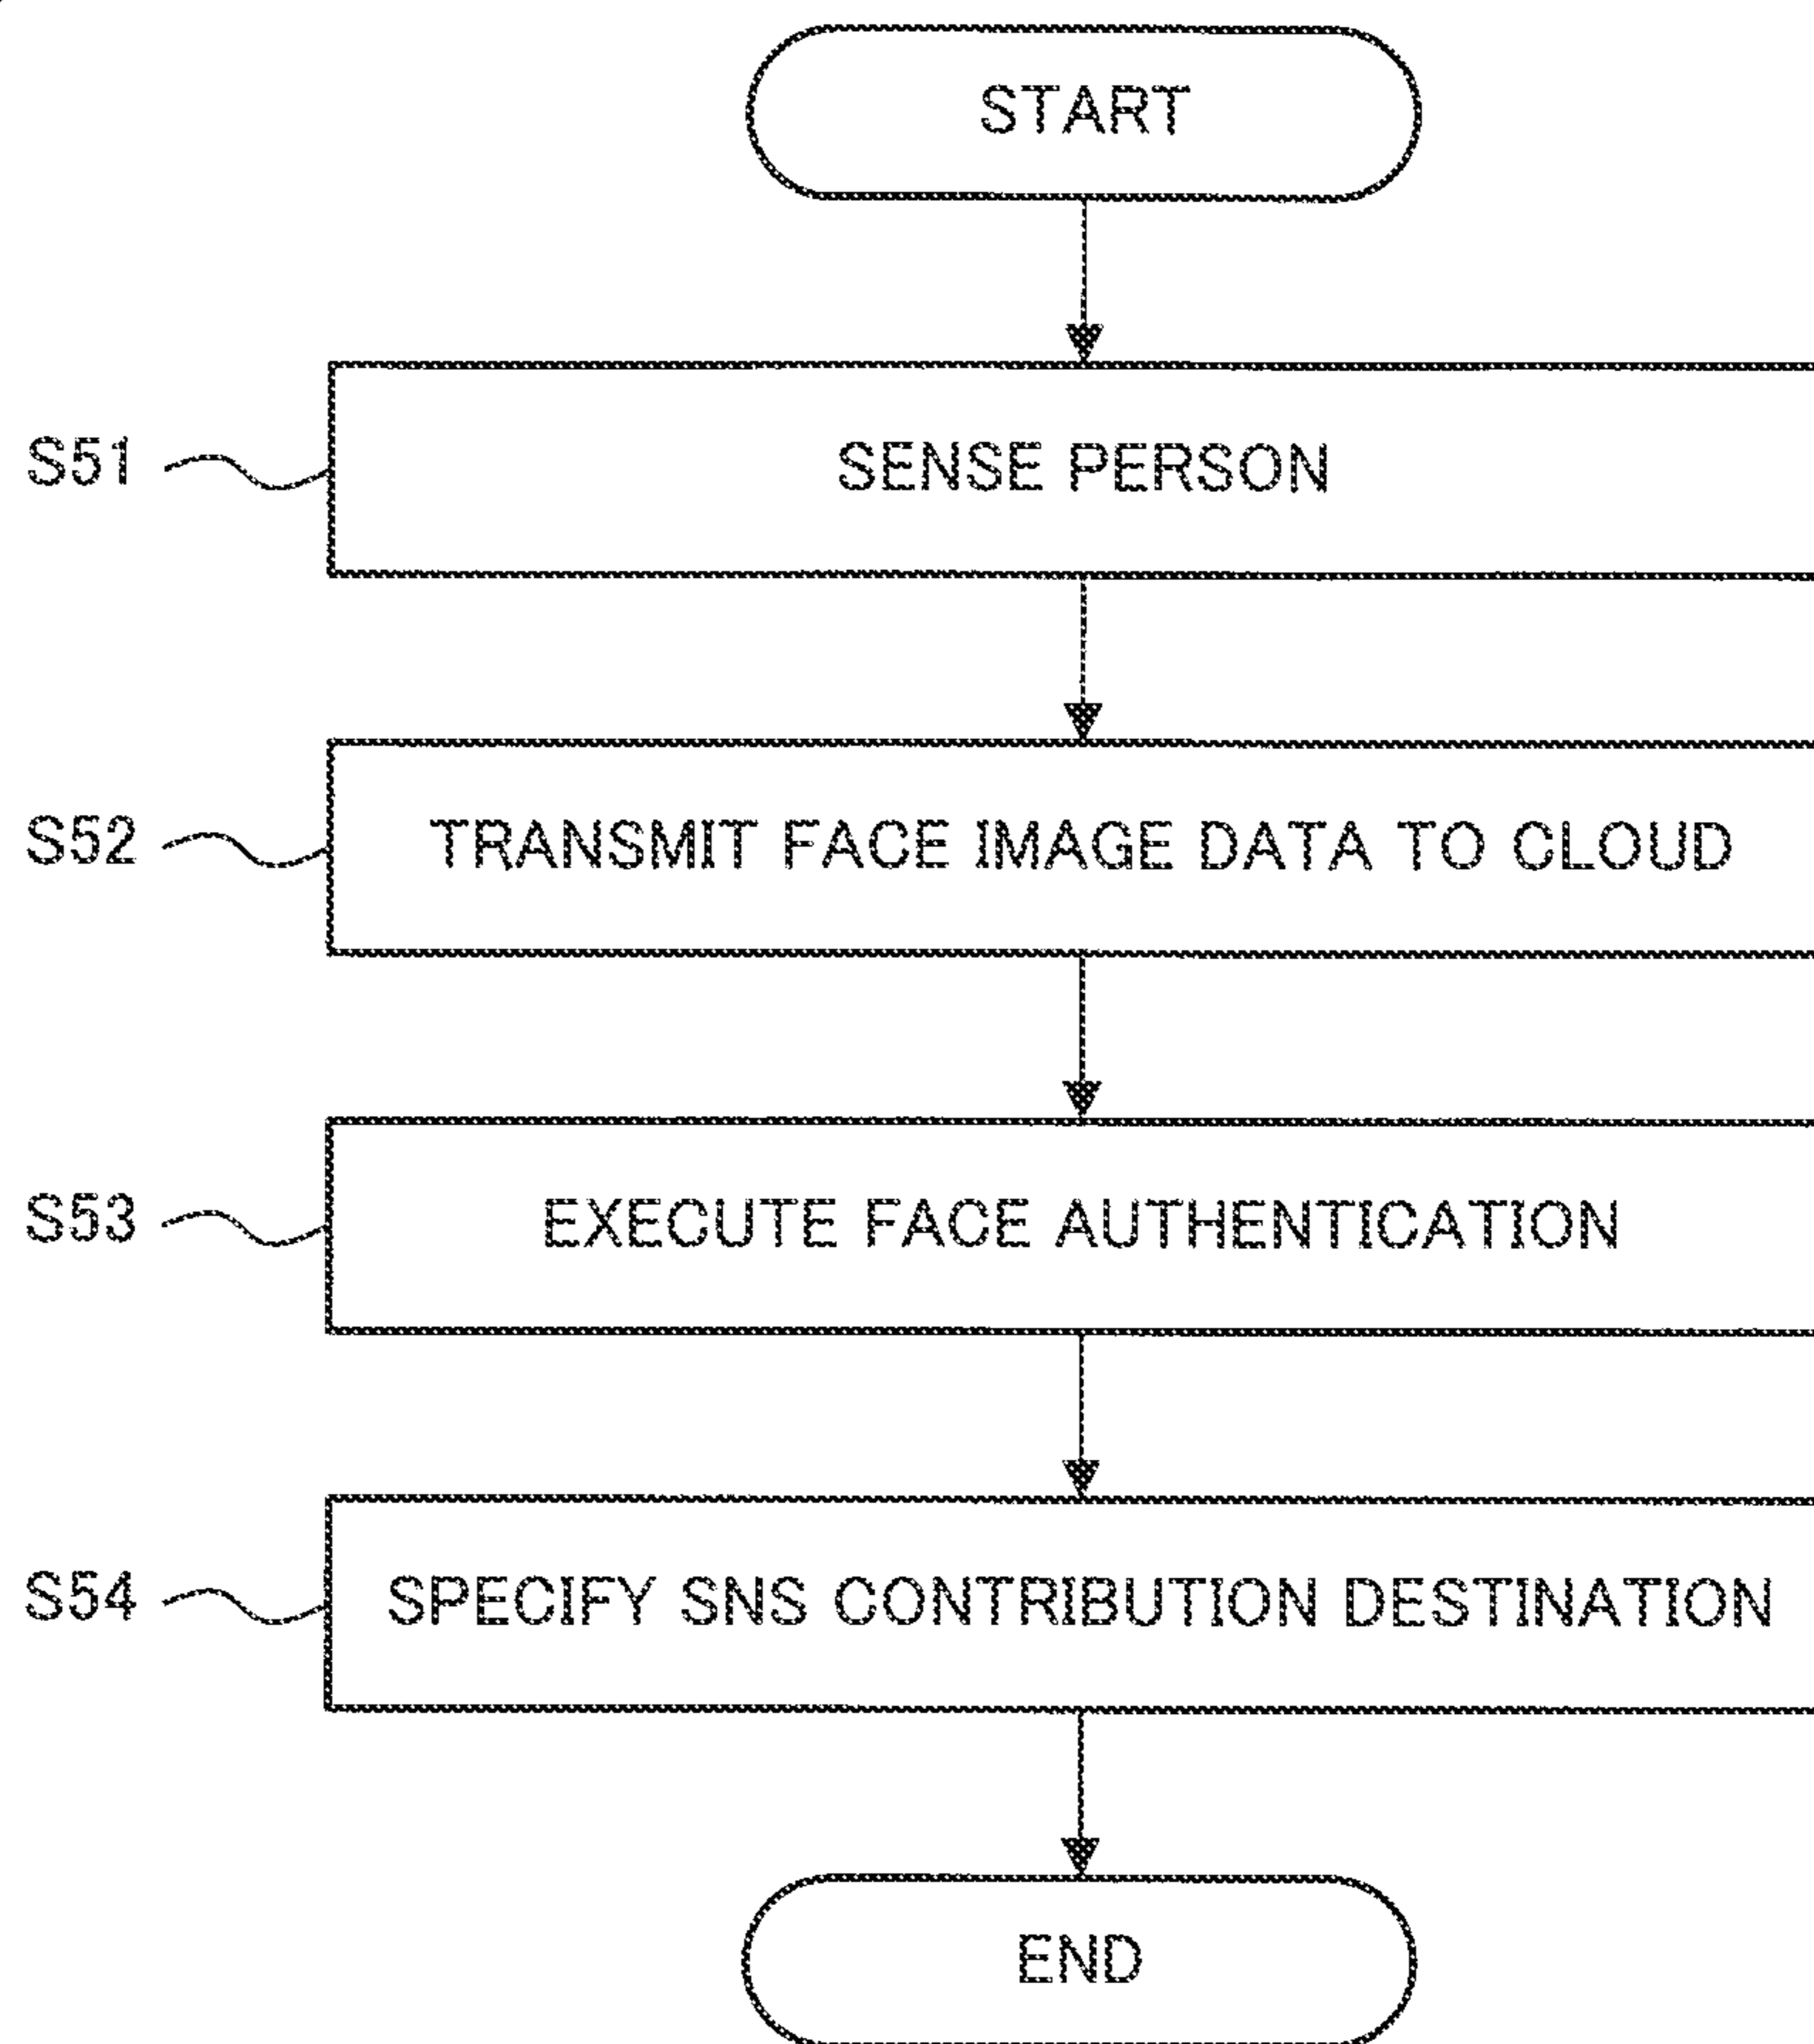 START
S51 SENSE PERSON
S52 TRANSMIT FACE IMAGE DATA TO CLOUD
S53 EXECUTE FACE AUTHENTICATION
S54 SPECIFY SNS CONTRIBUTION DESTINATION
END